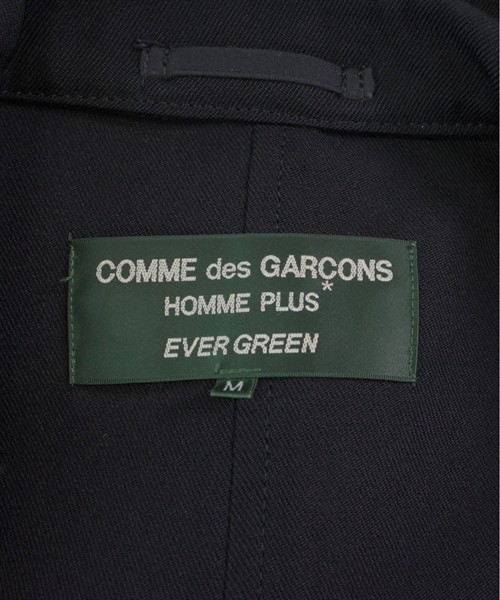 COMME des GARÇONS
HOMME PLUS*
EVER GREEN
M